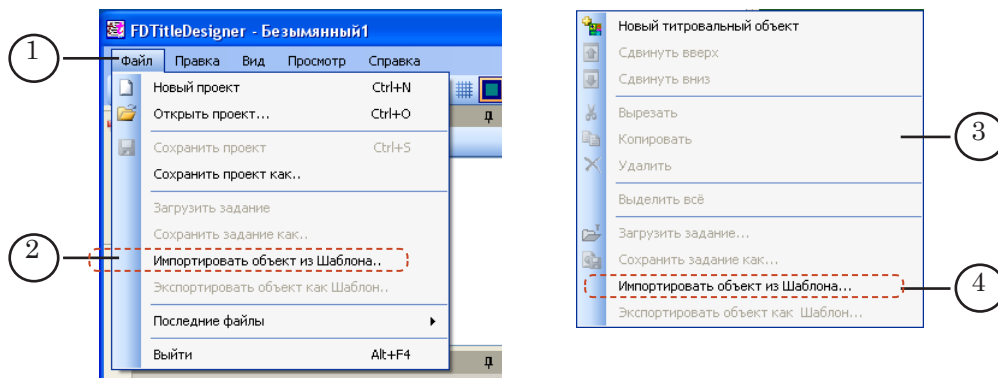 FDTitleDesigner - Безымянный1
Файл Правка Вид Просмотр Справка
Новый проект Ctrl+N
Открыть проект... Ctrl+O
Сохранить проект Ctrl+S
Сохранить проект как..
Загрузить задание
Сохранить задание как..
Импортировать объект из Шаблона..
Экспортировать объект как Шаблон..
Последние файлы
Выйти Alt+F4
1
2
Новый титровальный объект
Сдвинуть вверх
Сдвинуть вниз
Вырезать
Копировать
Удалить
Выделить всё
Загрузить задание...
Сохранить задание как...
Импортировать объект из Шаблона...
Экспортировать объект как Шаблон...
3
4